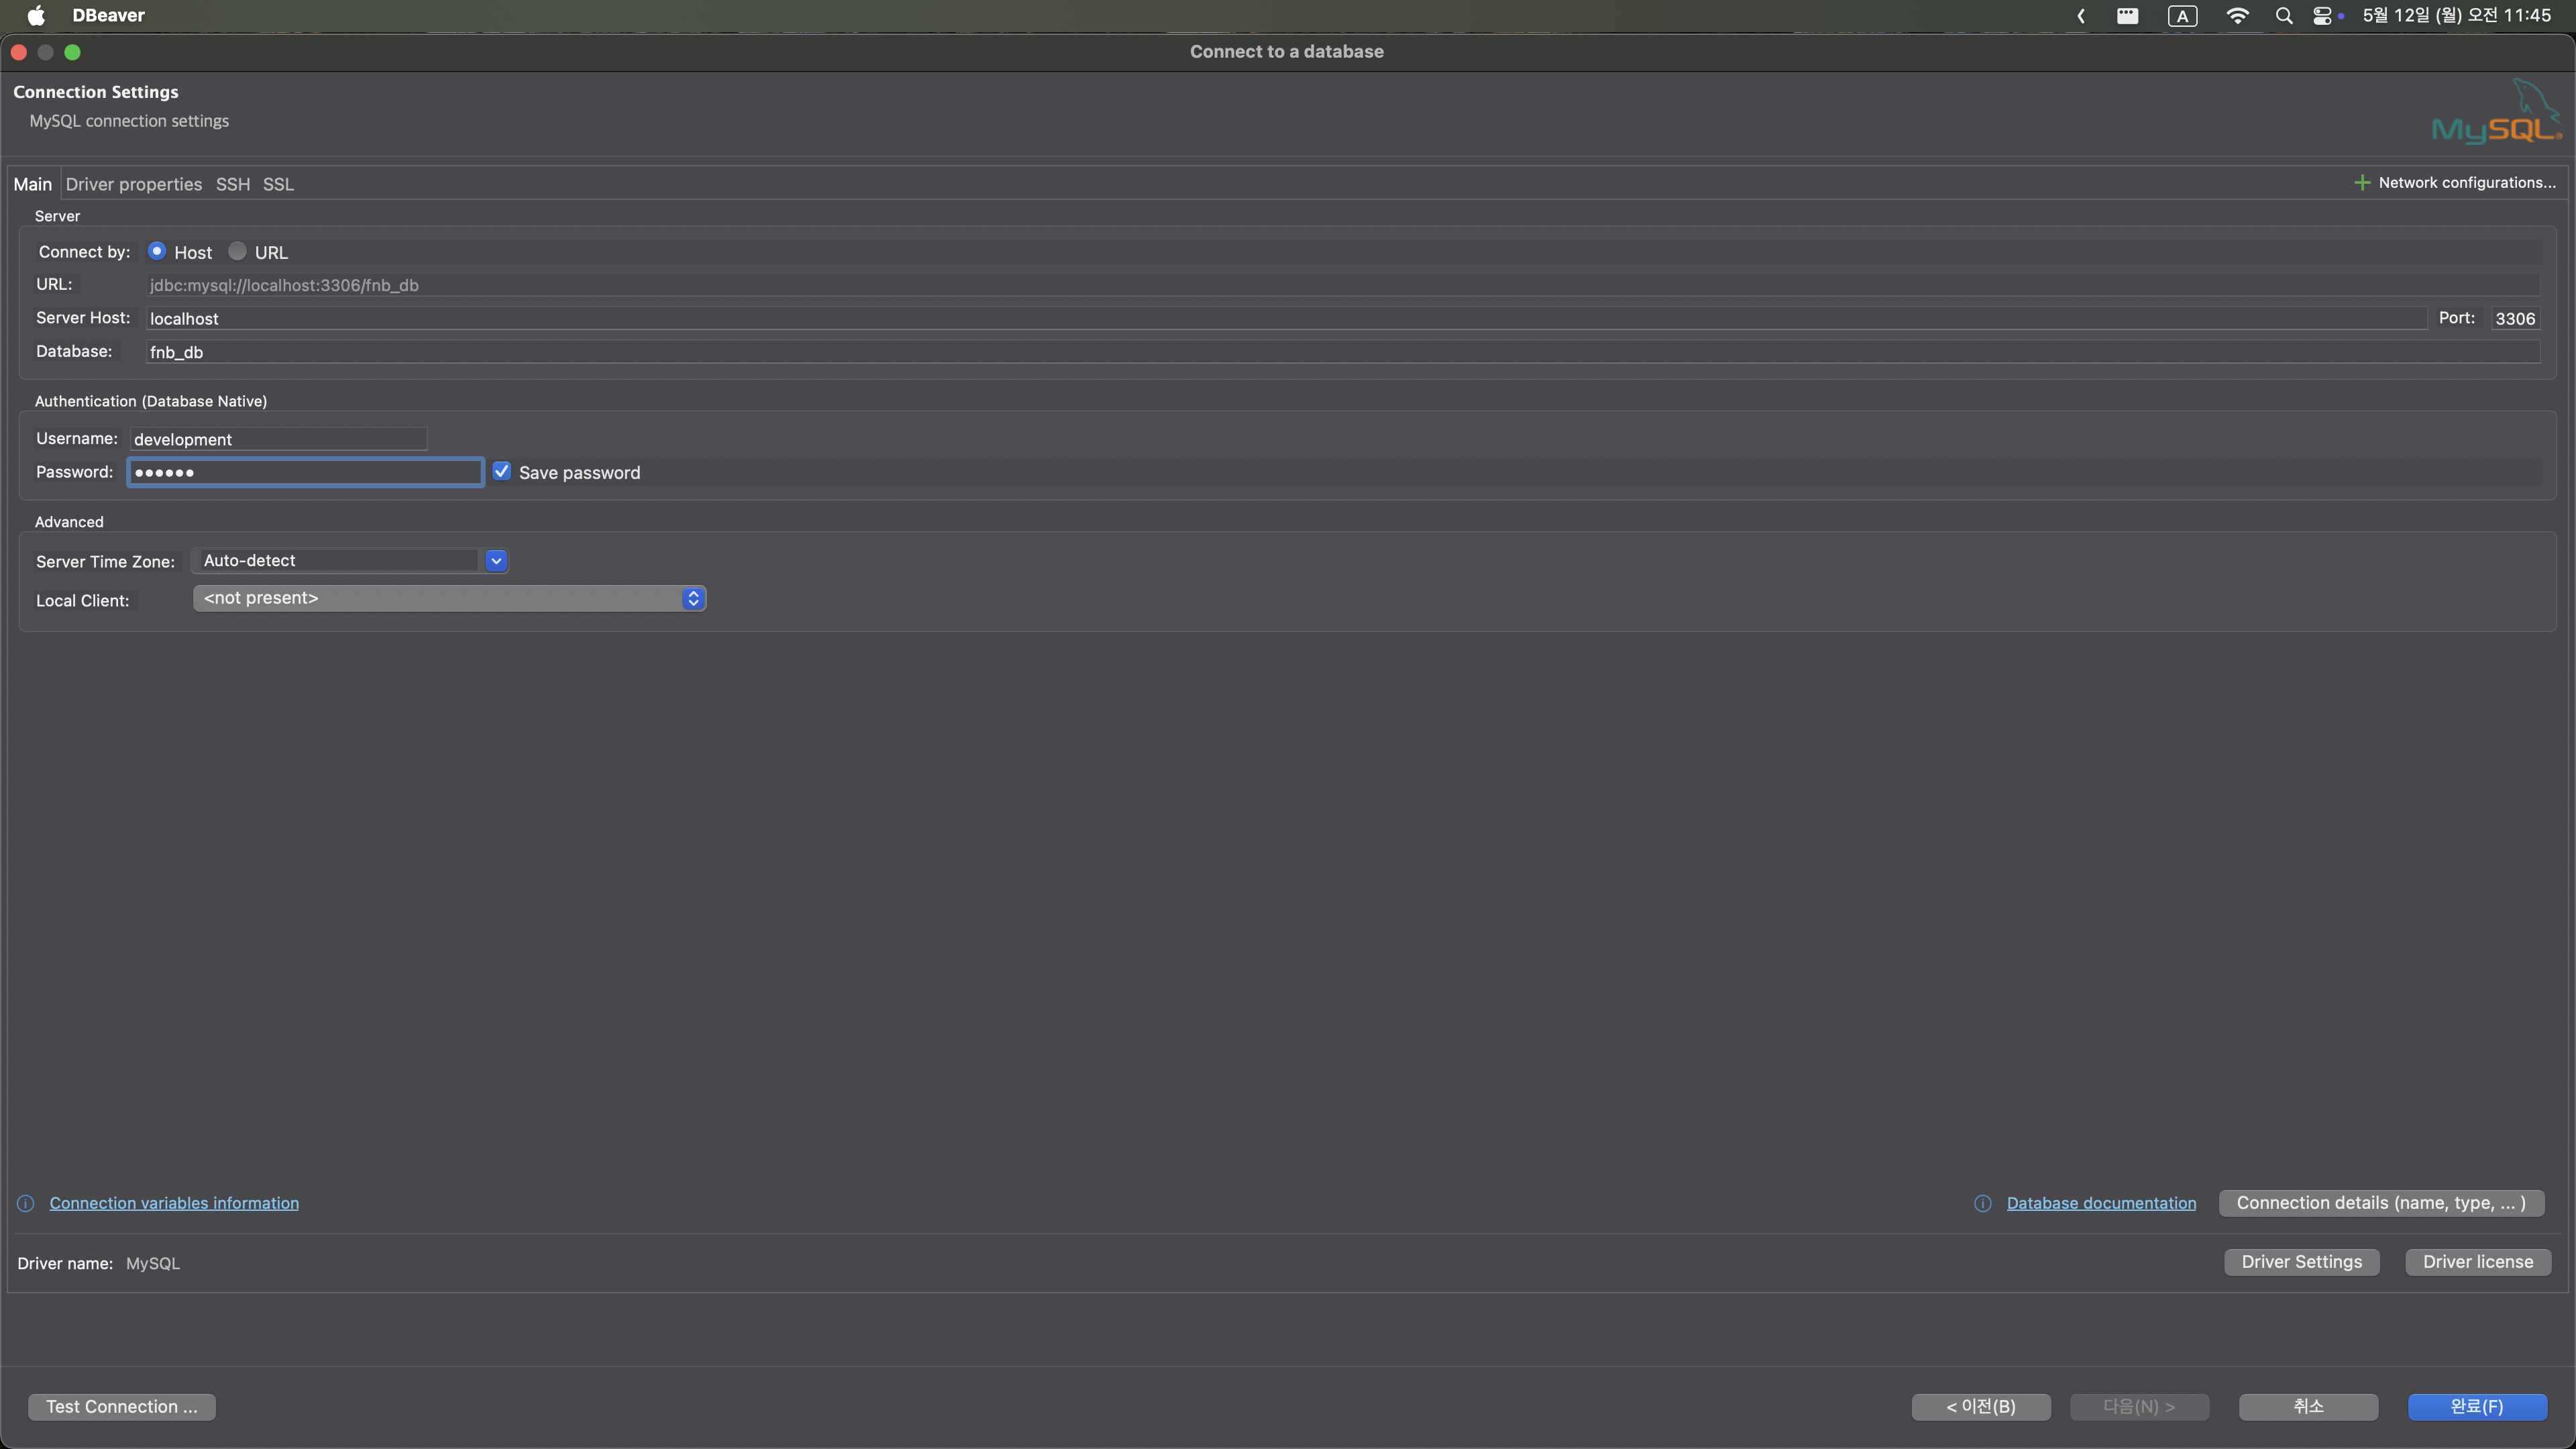 DBeaver
A
5월 12일 (월) 오전 11:45
Connect to a database
Connection Settings
MySQL connection settings
MySQL
Main Driver properties SSH SSL
Network configurations...
Server
Connect by: Host URL
URL: jdbc:mysql://localhost:3306/fnb_db
Server Host: localhost Port: 3306
Database: fnb_db
Authentication (Database Native)
Username: development
Password: •••••• Save password
Advanced
Server Time Zone: Auto-detect
Local Client: <not present>
Connection variables information
Database documentation Connection details (name, type, ... )
Driver name: MySQL
Driver Settings Driver license
Test Connection ...
< 이전(B) 다음(N) > 취소 완료(F)